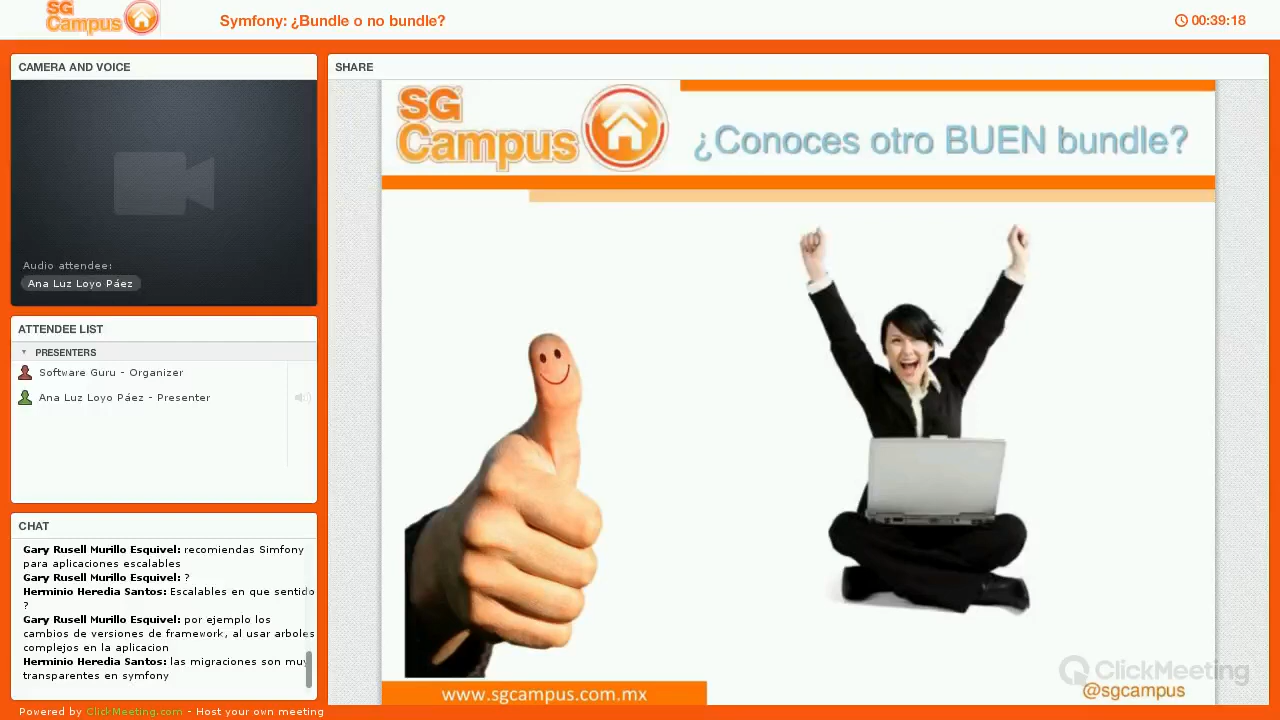 SG
Campus
Symfony: ¿Bundle o no bundle?
00:39:18
CAMERA AND VOICE
Audio attendee:
Ana Luz Loyo Páez
ATTENDEE LIST
PRESENTERS
Software Guru - Organizer
Ana Luz Loyo Páez - Presenter
CHAT
Gary Rusell Murillo Esquivel: recomiendas Simfony
para aplicaciones escalables
Gary Rusell Murillo Esquivel: ?
Herminio Heredia Santos: Escalables en que sentido
?
Gary Rusell Murillo Esquivel: por ejemplo los
cambios de versiones de framework, al usar arboles
complejos en la aplicacion
Herminio Heredia Santos: las migraciones son muy
transparentes en symfony
SHARE
SG
Campus
¿Conoces otro BUEN bundle?
www.sgcampus.com.mx
ClickMeeting
@sgcampus
Powered by ClickMeeting.com - Host your own meeting